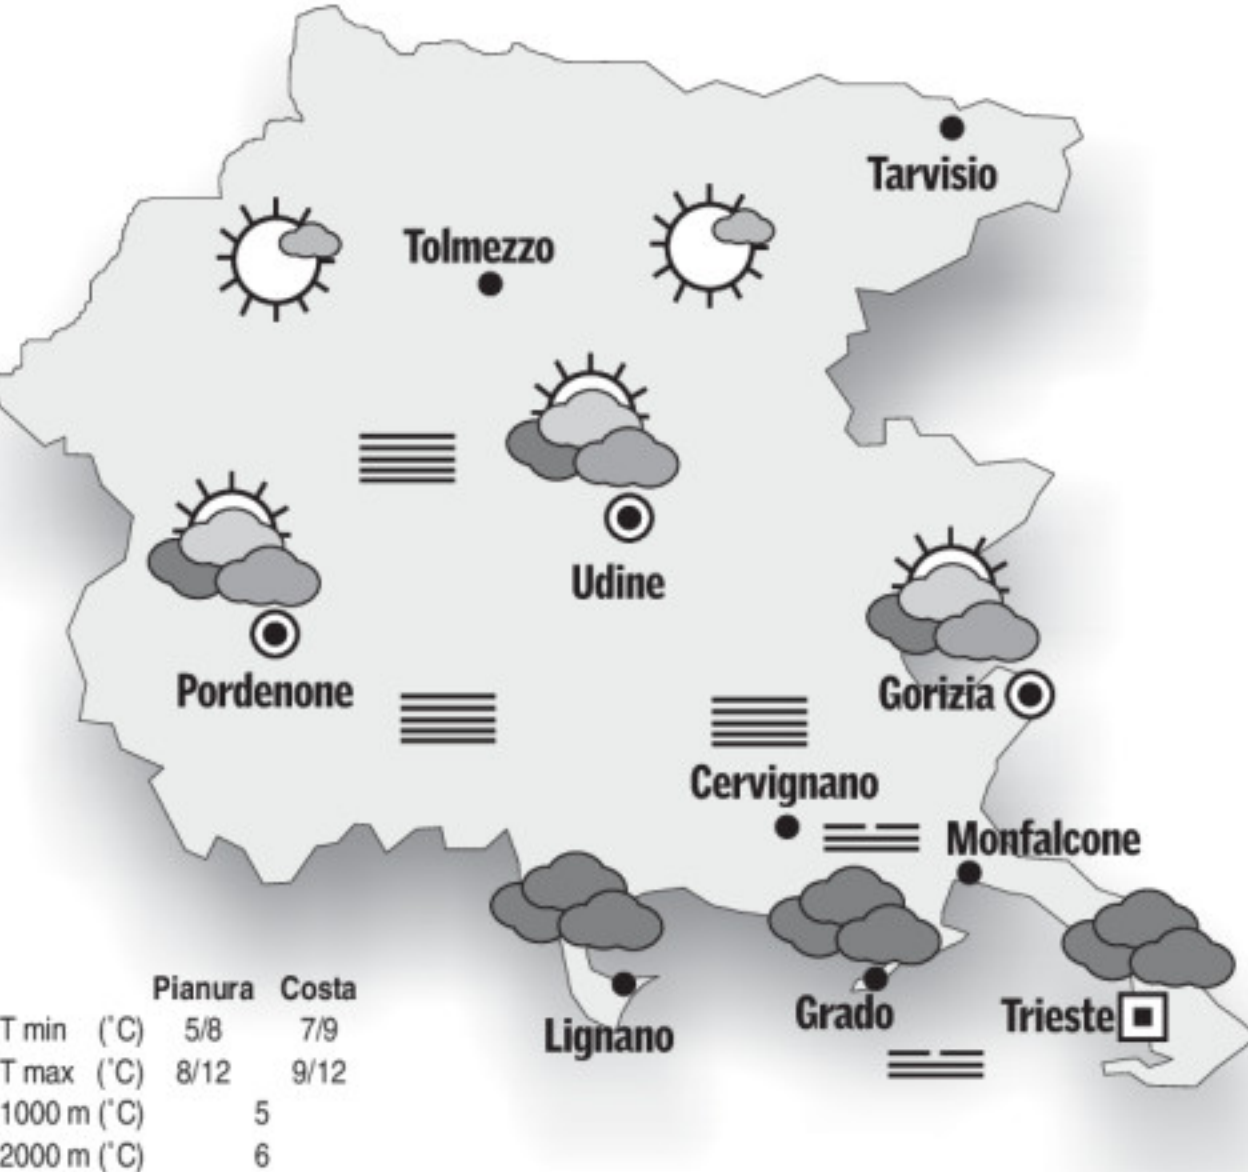 Tarvisio
Tolmezzo
Udine
Pordenone
Gorizia
Cervignano
Monfalcone
Grado
Trieste
Lignano
Pianura Costa
T min (°C) 5/8 7/9
T max (°C) 8/12 9/12
1000 m (°C) 5
2000 m (°C) 6